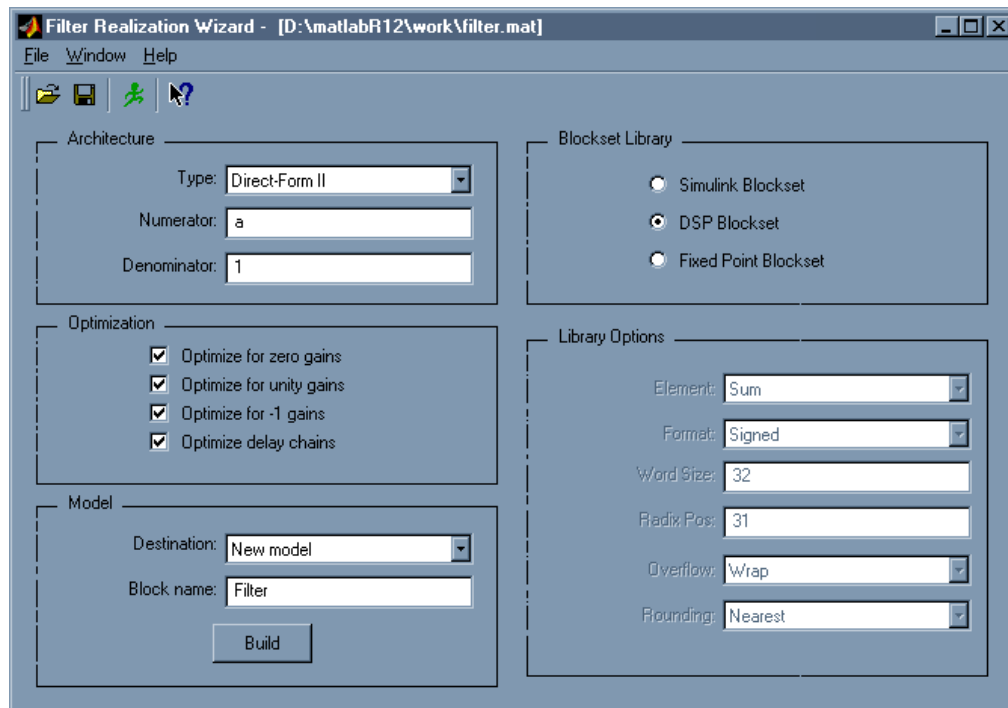 Filter Realization Wizard - [D:\matlabR12\work\filter.mat]
File Window Help
Architecture
Type: Direct-Form II
Numerator: a
Denominator: 1
Optimization
Optimize for zero gains
Optimize for unity gains
Optimize for -1 gains
Optimize delay chains
Model
Destination: New model
Block name: Filter
Build
Blockset Library
Simulink Blockset
DSP Blockset
Fixed Point Blockset
Library Options
Element: Sum
Format: Signed
Word Size: 32
Radix Pos: 31
Overflow: Wrap
Rounding: Nearest